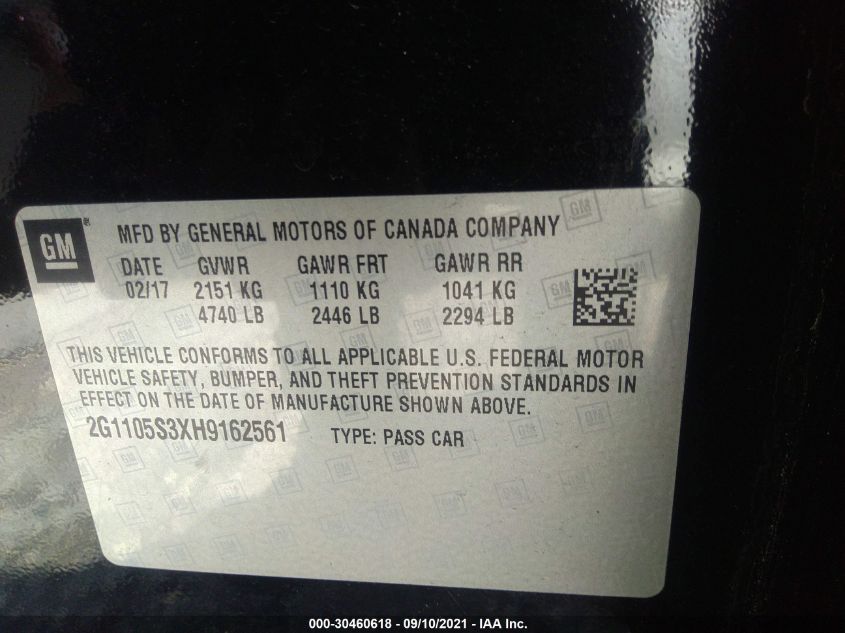 GM
MFD BY GENERAL MOTORS OF CANADA COMPANY
DATE GVWR GAWR FRT GAWR RR
02/17 2151 KG 1110 KG 1041 KG
4740 LB 2446 LB 2294 LB
THIS VEHICLE CONFORMS TO ALL APPLICABLE U.S. FEDERAL MOTOR
VEHICLE SAFETY, BUMPER, AND THEFT PREVENTION STANDARDS IN
EFFECT ON THE DATE OF MANUFACTURE SHOWN ABOVE.
2G1105S3XH9162561 TYPE: PASS CAR
000-30460618 - 09/10/2021 - IAA Inc.